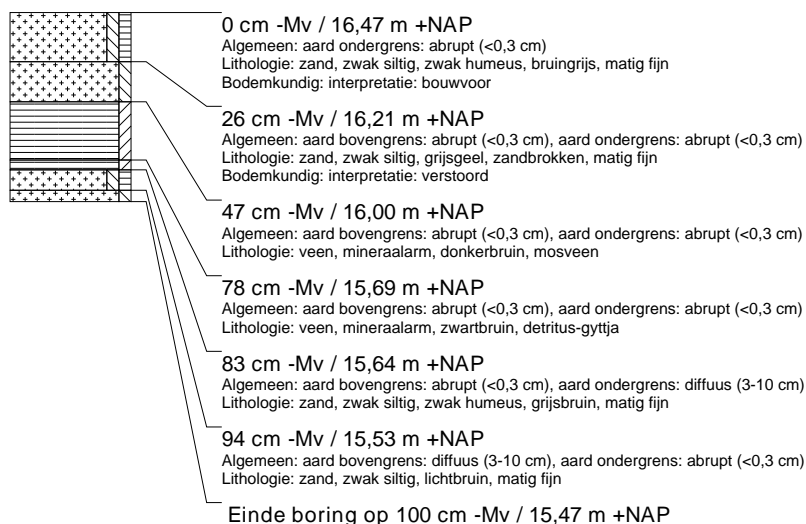 0 cm -Mv / 16,47 m +NAP
Algemeen: aard ondergrens: abrupt (<0,3 cm)
Lithologie: zand, zwak siltig, zwak humeus, bruingrijs, matig fijn
Bodemkundig: interpretatie: bouwvoor
26 cm -Mv / 16,21 m +NAP
Algemeen: aard bovengrens: abrupt (<0,3 cm), aard ondergrens: abrupt (<0,3 cm)
Lithologie: zand, zwak siltig, grijsgeel, zandbrokken, matig fijn
Bodemkundig: interpretatie: verstoord
47 cm -Mv / 16,00 m +NAP
Algemeen: aard bovengrens: abrupt (<0,3 cm), aard ondergrens: abrupt (<0,3 cm)
Lithologie: veen, mineraalarm, donkerbruin, mosveen
78 cm -Mv / 15,69 m +NAP
Algemeen: aard bovengrens: abrupt (<0,3 cm), aard ondergrens: abrupt (<0,3 cm)
Lithologie: veen, mineraalarm, zwartbruin, detritus-gyttja
83 cm -Mv / 15,64 m +NAP
Algemeen: aard bovengrens: abrupt (<0,3 cm), aard ondergrens: diffuus (3-10 cm)
Lithologie: zand, zwak siltig, zwak humeus, grijsbruin, matig fijn
94 cm -Mv / 15,53 m +NAP
Algemeen: aard bovengrens: diffuus (3-10 cm), aard ondergrens: abrupt (<0,3 cm)
Lithologie: zand, zwak siltig, lichtbruin, matig fijn
Einde boring op 100 cm -Mv / 15,47 m +NAP